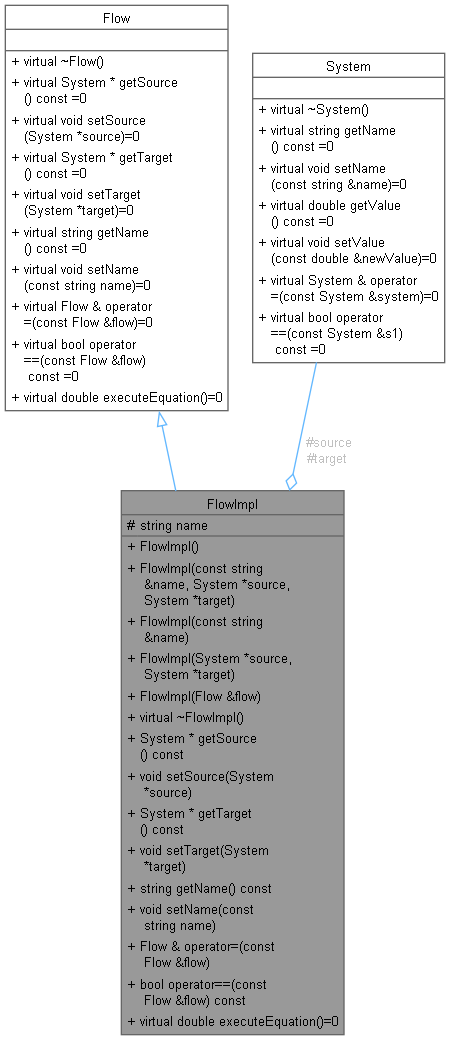 Flow
+ virtual ~Flow()
+ virtual System * getSource
() const =0
+ virtual void setSource
(System *source)=0
+ virtual System * getTarget
() const =0
+ virtual void setTarget
(System *target)=0
+ virtual string getName
() const =0
+ virtual void setName
(const string name)=0
+ virtual Flow & operator
=(const Flow &flow)=0
+ virtual bool operator
==(const Flow &flow)
const =0
+ virtual double executeEquation()=0
System
+ virtual ~System()
+ virtual string getName
() const =0
+ virtual void setName
(const string &name)=0
+ virtual double getValue
() const =0
+ virtual void setValue
(const double &newValue)=0
+ virtual System & operator
=(const System &system)=0
+ virtual bool operator
==(const System &s1)
const =0
#source
#target
FlowImpl
# string name
+ FlowImpl()
+ FlowImpl(const string
&name, System *source,
System *target)
+ FlowImpl(const string
&name)
+ FlowImpl(System *source,
System *target)
+ FlowImpl(Flow &flow)
+ virtual ~FlowImpl()
+ System * getSource
() const
+ void setSource(System
*source)
+ System * getTarget
() const
+ void setTarget(System
*target)
+ string getName() const
+ void setName(const
string name)
+ Flow & operator=(const
Flow &flow)
+ bool operator==(const
Flow &flow) const
+ virtual double executeEquation()=0